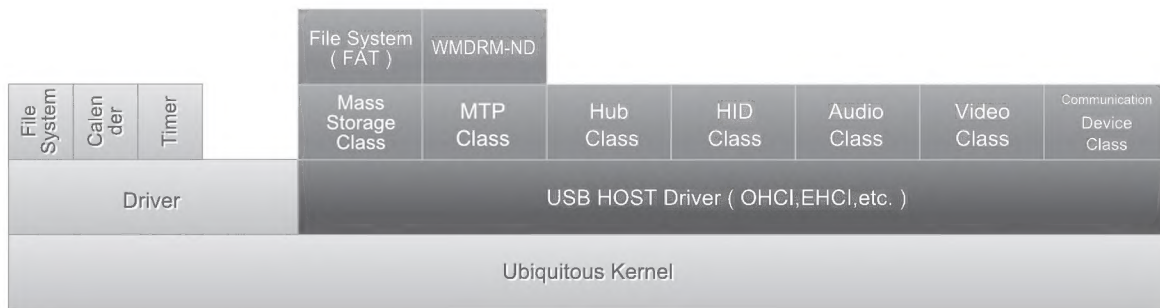 File System
( FAT )
WMDRM-ND
File
System
Calen
der
Timer
Mass
Storage
Class
MTP
Class
Hub
Class
HID
Class
Audio
Class
Video
Class
Communication
Device
Class
Driver
USB HOST Driver ( OHCI,EHCI,etc. )
Ubiquitous Kernel